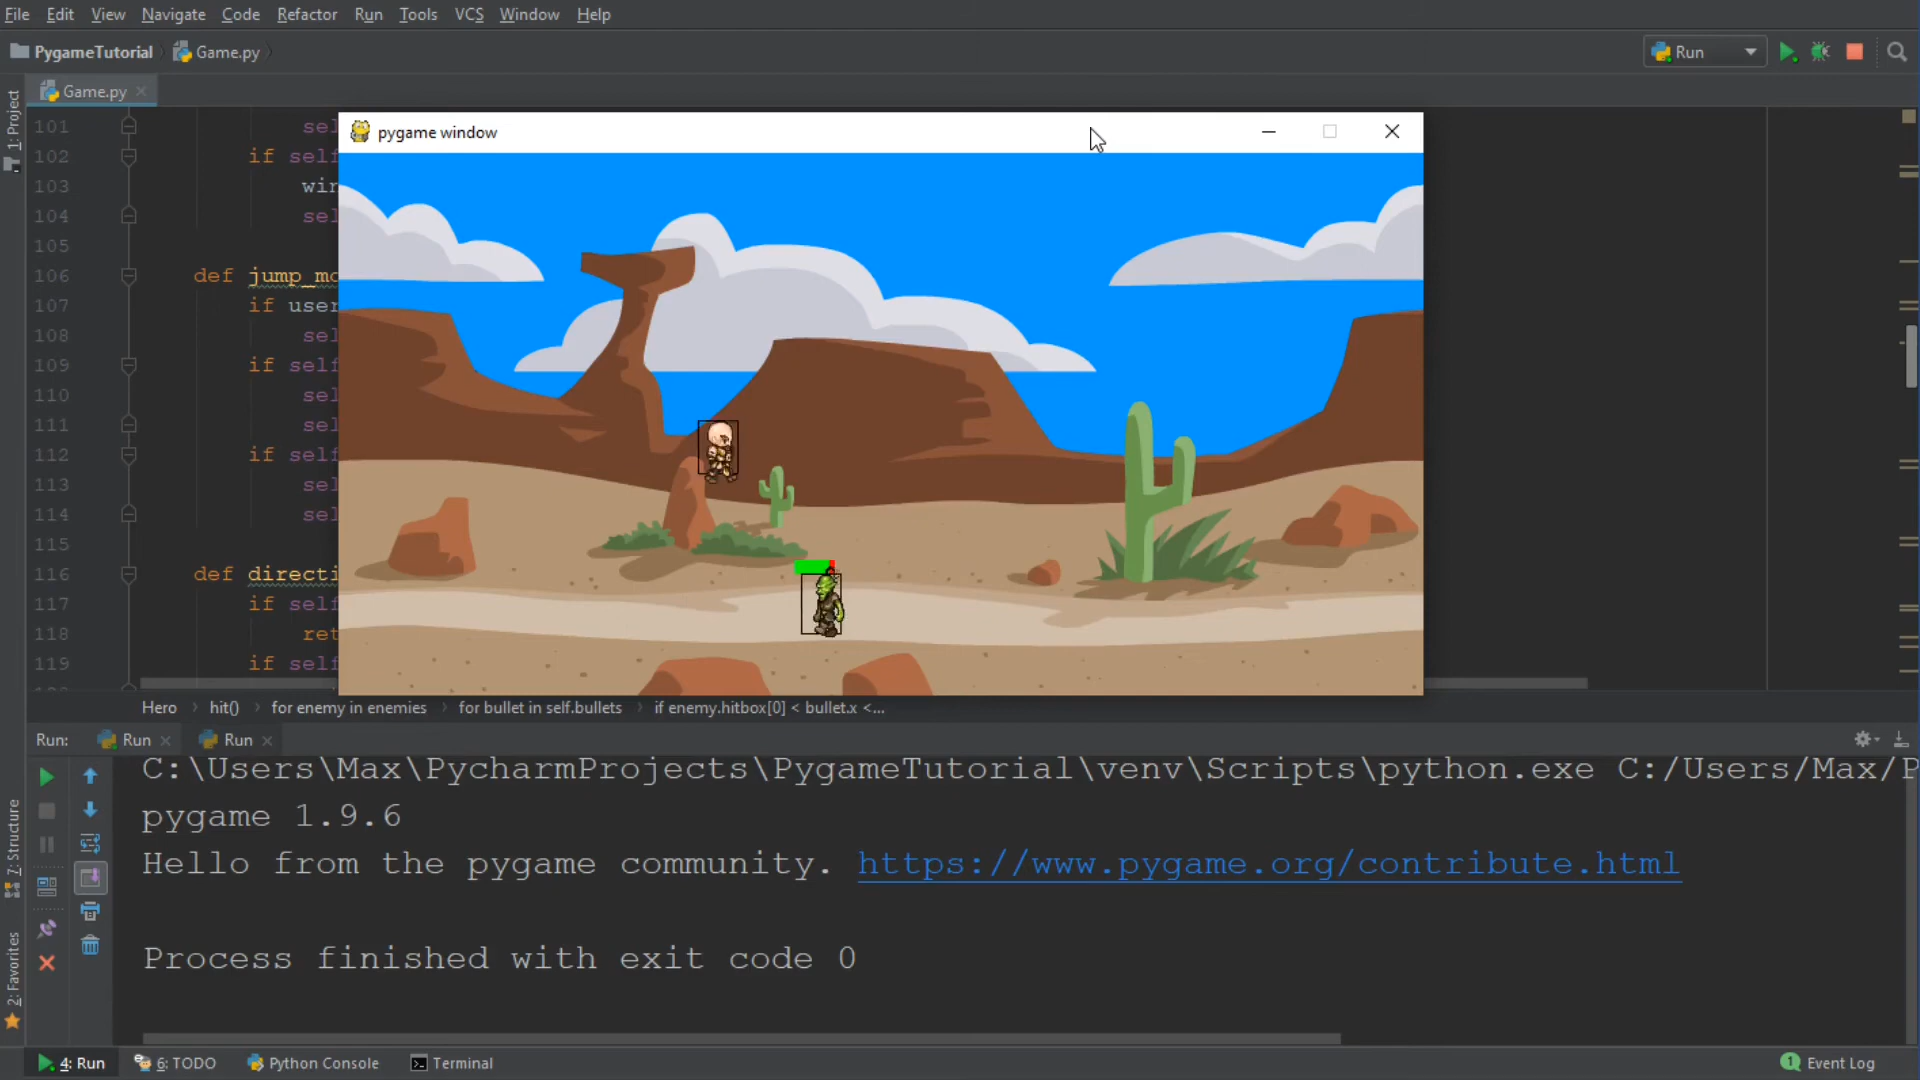 File Edit View Navigate Code Refactor Run Tools VCS Window Help
PygameTutorial Game.py Run
Game.py
1: Project
pygame window
101 sel
102 if self
103 wir
104 sel
105
106 def jump_mo
107 if user
108 sel
109 if self
110 sel
111 sel
112 if self
113 sel
114 sel
115
116 def directi
117 if self
118 ret
119 if self
Hero hit() for enemy in enemies for bullet in self.bullets if enemy.hitbox[0] < bullet.x <...
Run: Run Run
C:\Users\Max\PycharmProjects\PygameTutorial\venv\Scripts\python.exe C:/Users/Max/P
pygame 1.9.6
Hello from the pygame community. https://www.pygame.org/contribute.html
Process finished with exit code 0
7: Structure
2: Favorites
4: Run 6: TODO Python Console Terminal 1 Event Log